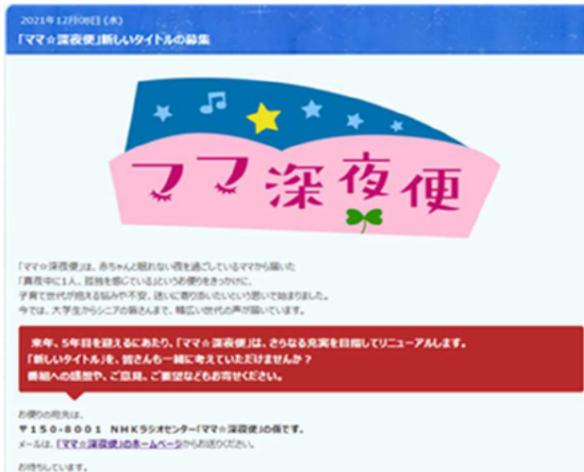 2021年12月08日 (水)
「ママ☆深夜便」新しいタイトルの募集
ママ深夜便
「ママ☆深夜便」は、赤ちゃんと眠れない夜を過ごしているママから届いた
「真夜中に1人、孤独を感じている」というお便りをきっかけに、
子育て世代が抱える悩みや不安、迷いに寄り添いたいという思いで始まりました。
今では、大学生からシニアの皆さんまで、幅広い世代の声が届いています。
来年、5年目を迎えるにあたり、「ママ☆深夜便」は、さらなる充実を目指してリニューアルします。
「新しいタイトル」を、皆さんも一緒に考えていただけませんか？
番組への感想や、ご意見、ご要望などもお寄せください。
お便りの宛先は、
〒150-8001 NHKラジオセンター「ママ☆深夜便」の係です。
メールは、「ママ☆深夜便」のホームページからお送りください。
お待ちしています。